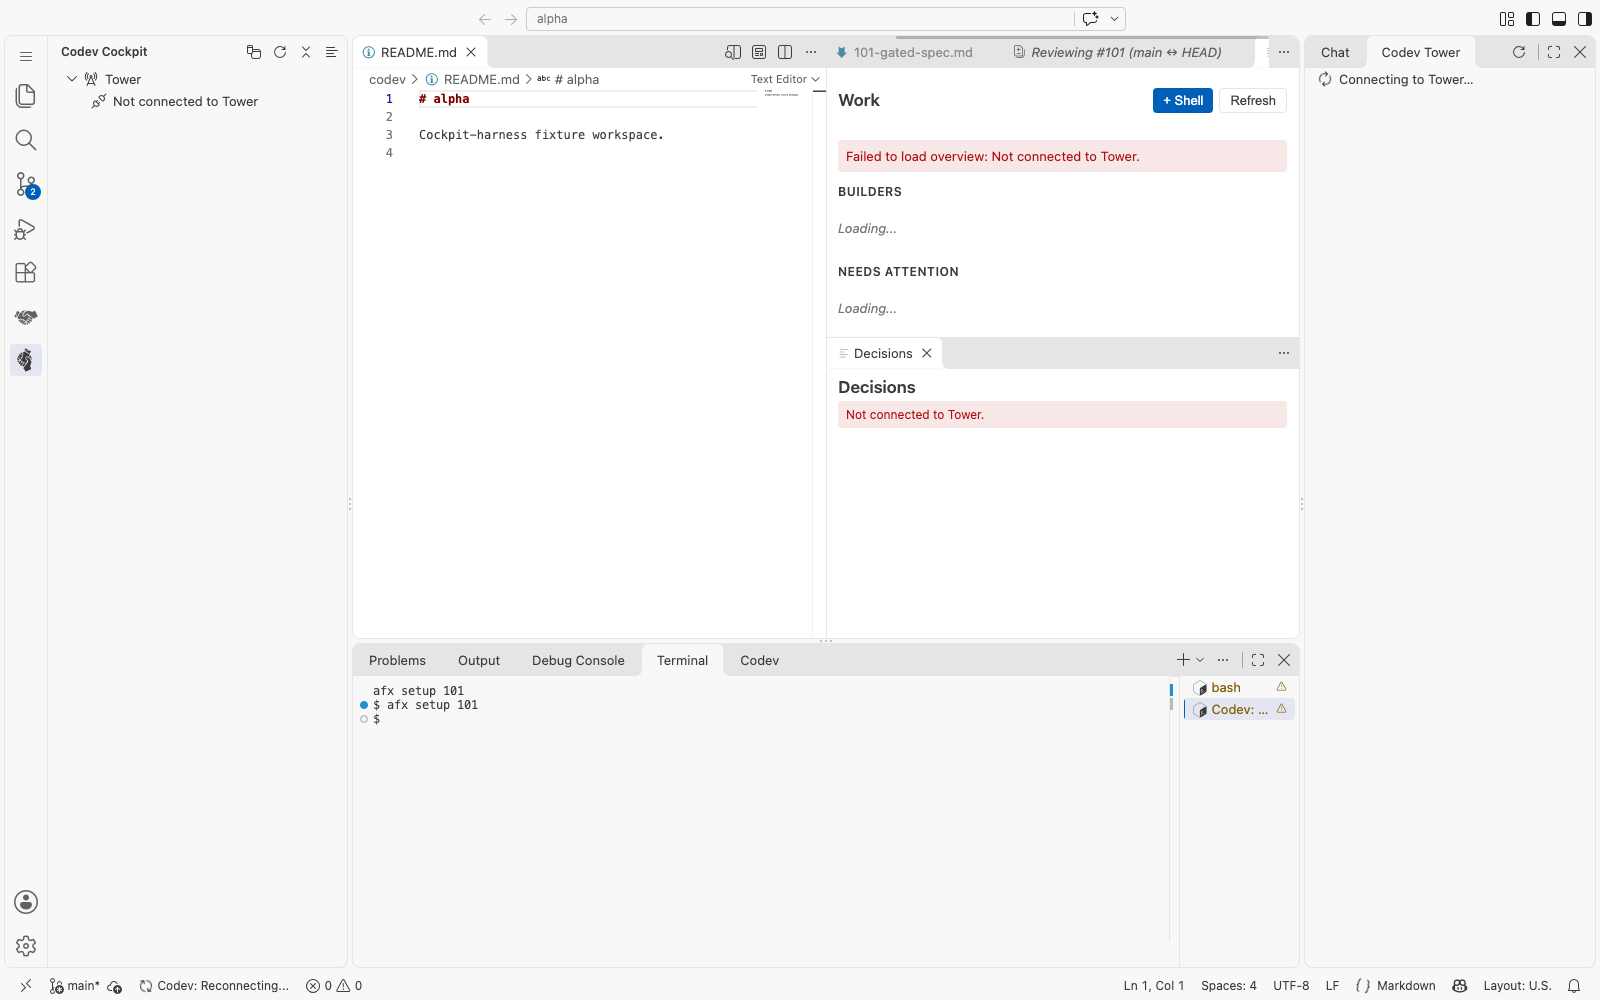 alpha
Codev Cockpit
Tower
Not connected to Tower
2
README.md
codev
README.md
abc # alpha
Text Editor
1 # alpha
2
3 Cockpit-harness fixture workspace.
4
101-gated-spec.md
Reviewing #101 (main ↔ HEAD)
Work
+ Shell
Refresh
Failed to load overview: Not connected to Tower.
BUILDERS
Loading...
NEEDS ATTENTION
Loading...
Decisions
Decisions
Not connected to Tower.
Chat
Codev Tower
Connecting to Tower...
Problems
Output
Debug Console
Terminal
Codev
afx setup 101
$ afx setup 101
$
bash
Codev: ...
main*
Codev: Reconnecting...
0
0
Ln 1, Col 1
Spaces: 4
UTF-8
LF
{ } Markdown
Layout: U.S.